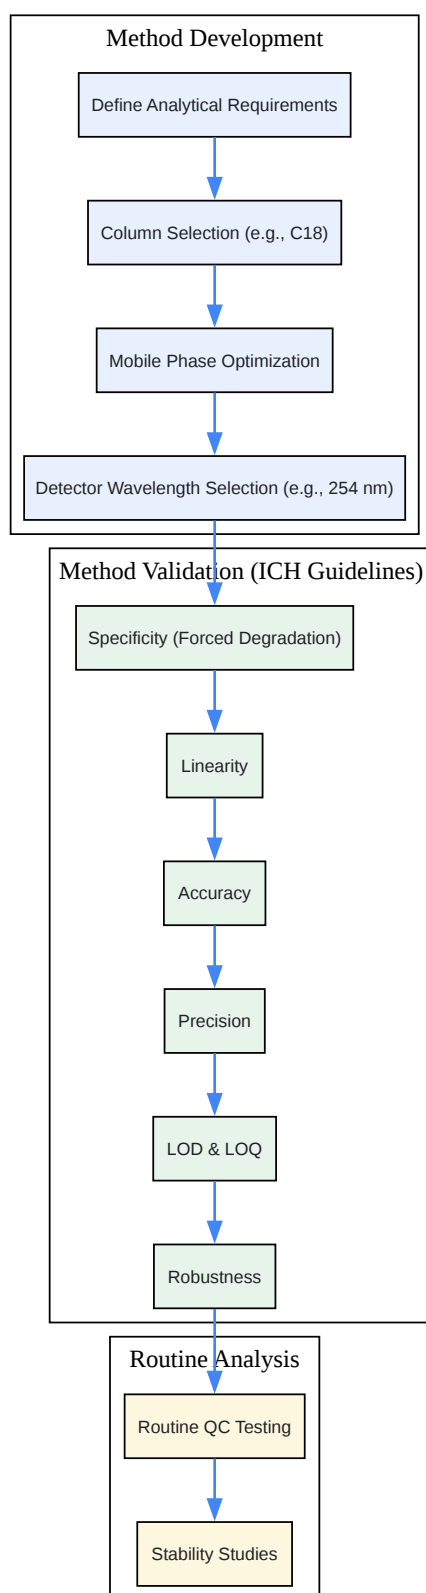 Method Development
Define Analytical Requirements
Column Selection (e.g., C18)
Mobile Phase Optimization
Detector Wavelength Selection (e.g., 254 nm)
Method Validation (ICH Guidelines)
Specificity (Forced Degradation)
Linearity
Accuracy
Precision
LOD & LOQ
Robustness
Routine Analysis
Routine QC Testing
Stability Studies